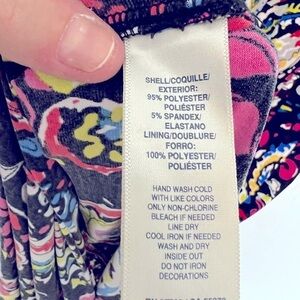 SHELL/COQUILLE/
EXTERIOR:
95% POLYESTER/
POLIÉSTER
5% SPANDEX/
ELASTANO
LINING/DOUBLURE/
FORRO:
100% POLYESTER/
POLIÉSTER
HAND WASH COLD
WITH LIKE COLORS
ONLY NON-CHLORINE
BLEACH IF NEEDED
LINE DRY
COOL IRON IF NEEDED
WASH AND DRY
INSIDE OUT
DO NOT IRON
DECORATIONS